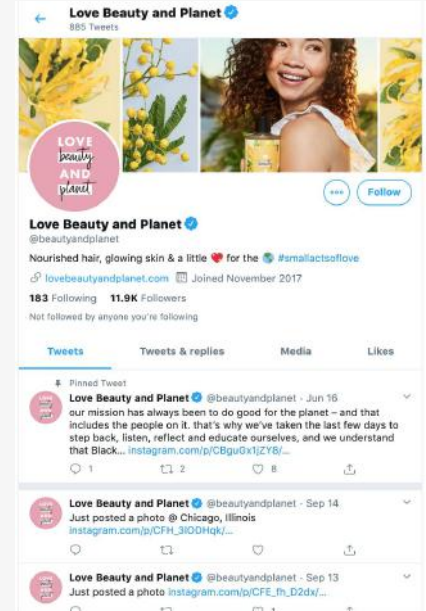 Love Beauty and Planet
885 Tweets
LOVE
beauty
AND
planet
Follow
Love Beauty and Planet
@beautyandplanet
Nourished hair, glowing skin & a little ❤️ for the 🌎 #smallactsoflove
lovebeautyandplanet.com Joined November 2017
183 Following 11.9K Followers
Not followed by anyone you're following
Tweets Tweets & replies Media Likes
Pinned Tweet
Love Beauty and Planet @beautyandplanet · Jun 16
our mission has always been to do good for the planet – and that
includes the people on it. that's why we've taken the last few days to
step back, listen, reflect and educate ourselves, and we understand
that Black... instagram.com/p/CBguGx1jZY8/...
1 2 8
Love Beauty and Planet @beautyandplanet · Sep 14
Just posted a photo @ Chicago, Illinois
instagram.com/p/CFH_3IODHqk/...
Love Beauty and Planet @beautyandplanet · Sep 13
Just posted a photo instagram.com/p/CFE_fh_D2dx/...